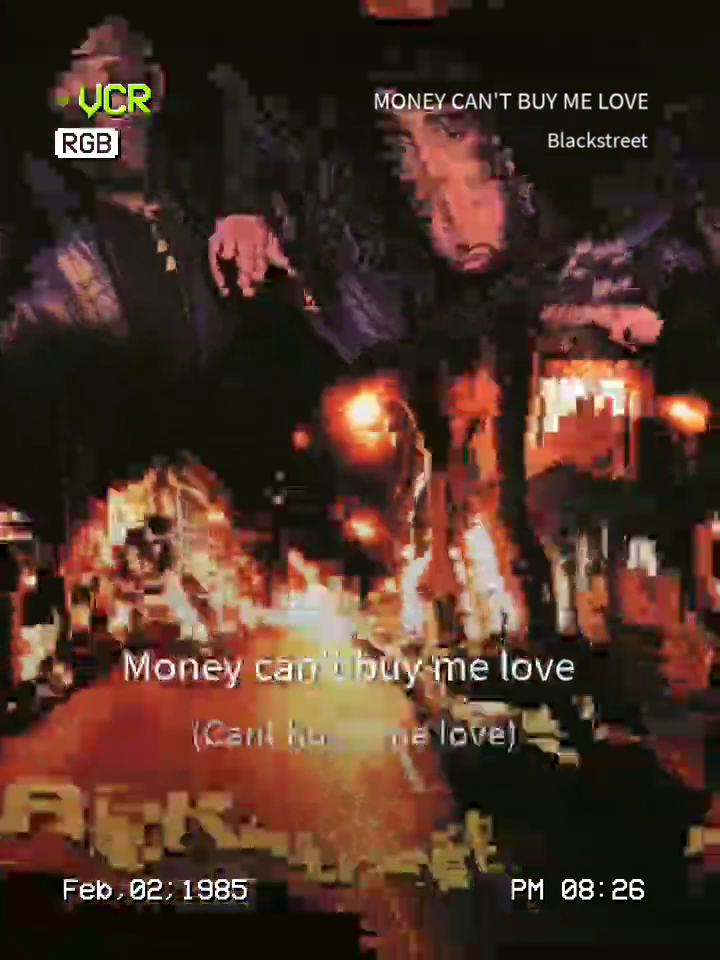 VCR
RGB
MONEY CAN'T BUY ME LOVE
Blackstreet
Money can't buy me love
(Cant buy me love)
Feb,02;1985
PM 08:26